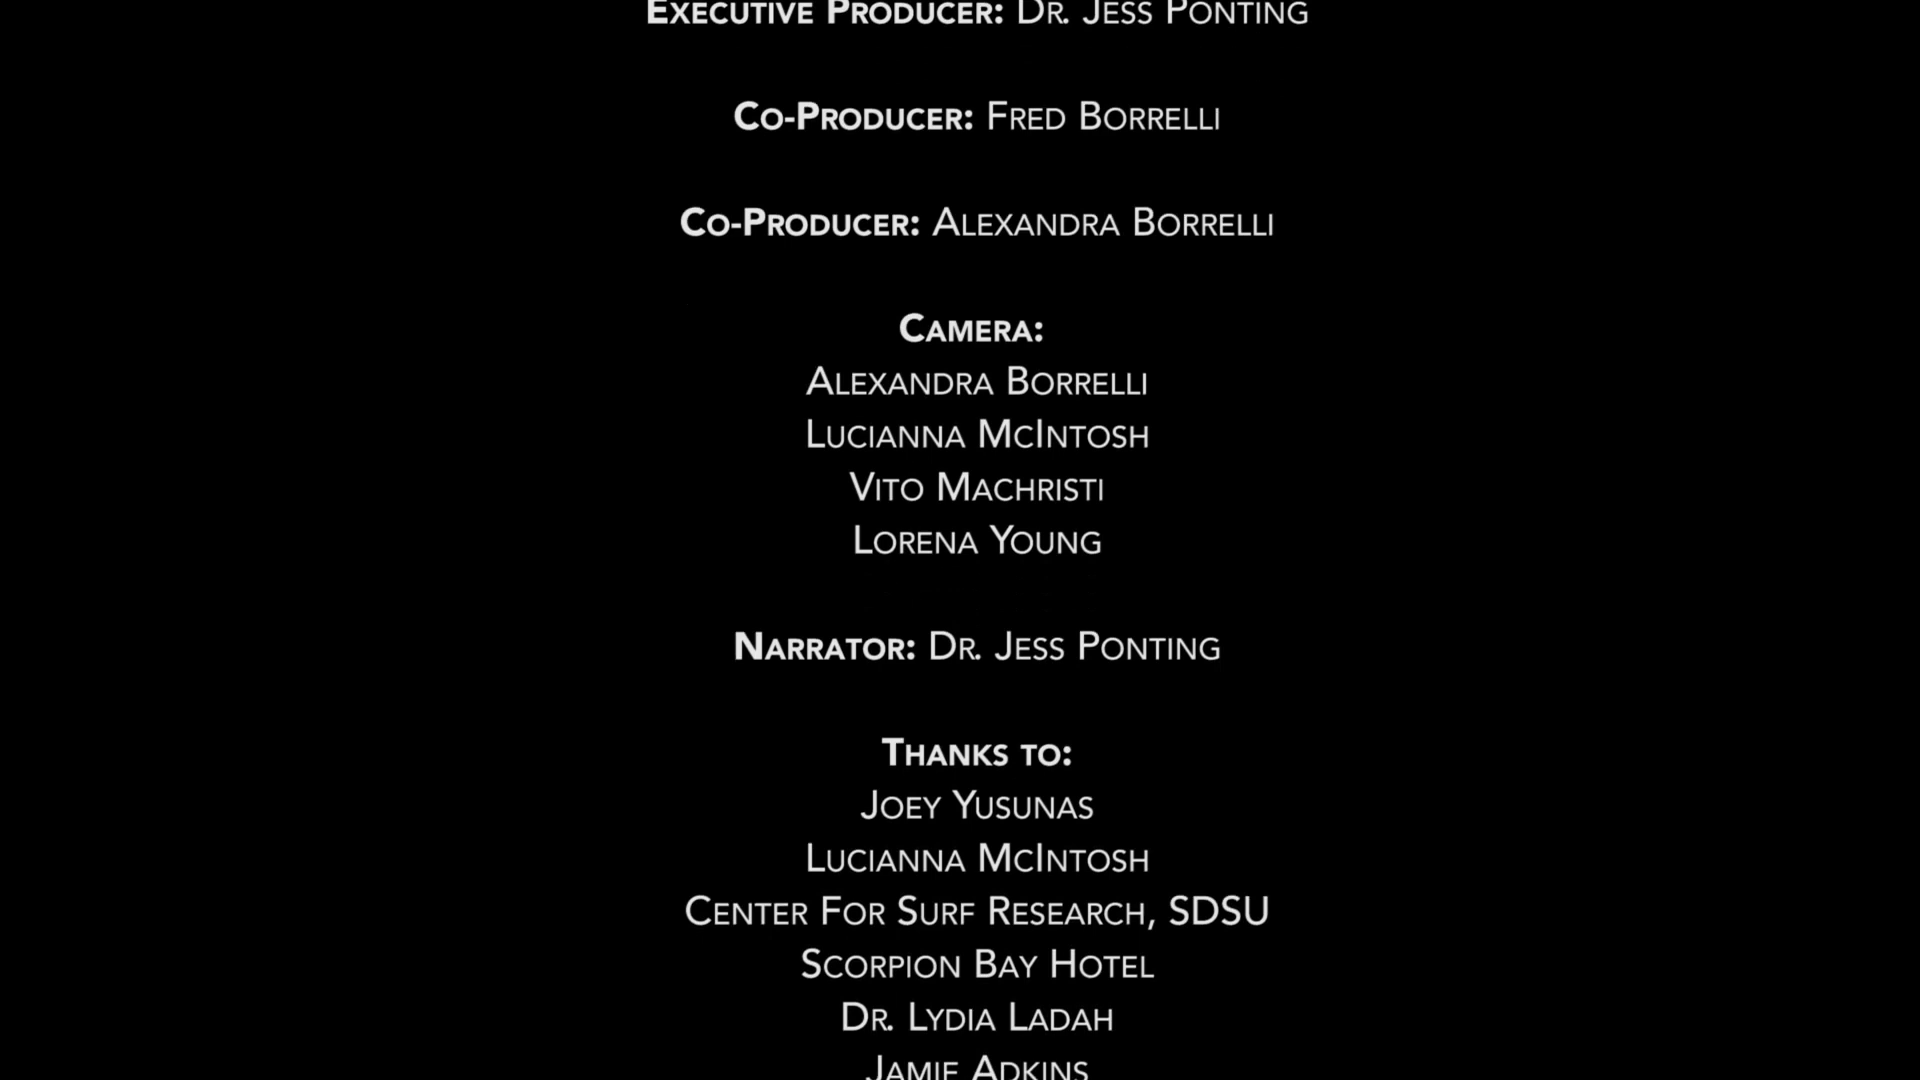 Executive Producer: Dr. Jess Ponting
Co-Producer: Fred Borrelli
Co-Producer: Alexandra Borrelli
Camera:
Alexandra Borrelli
Lucianna McIntosh
Vito Machristi
Lorena Young
Narrator: Dr. Jess Ponting
Thanks to:
Joey Yusunas
Lucianna McIntosh
Center For Surf Research, SDSU
Scorpion Bay Hotel
Dr. Lydia Ladah
Jamie Adkins